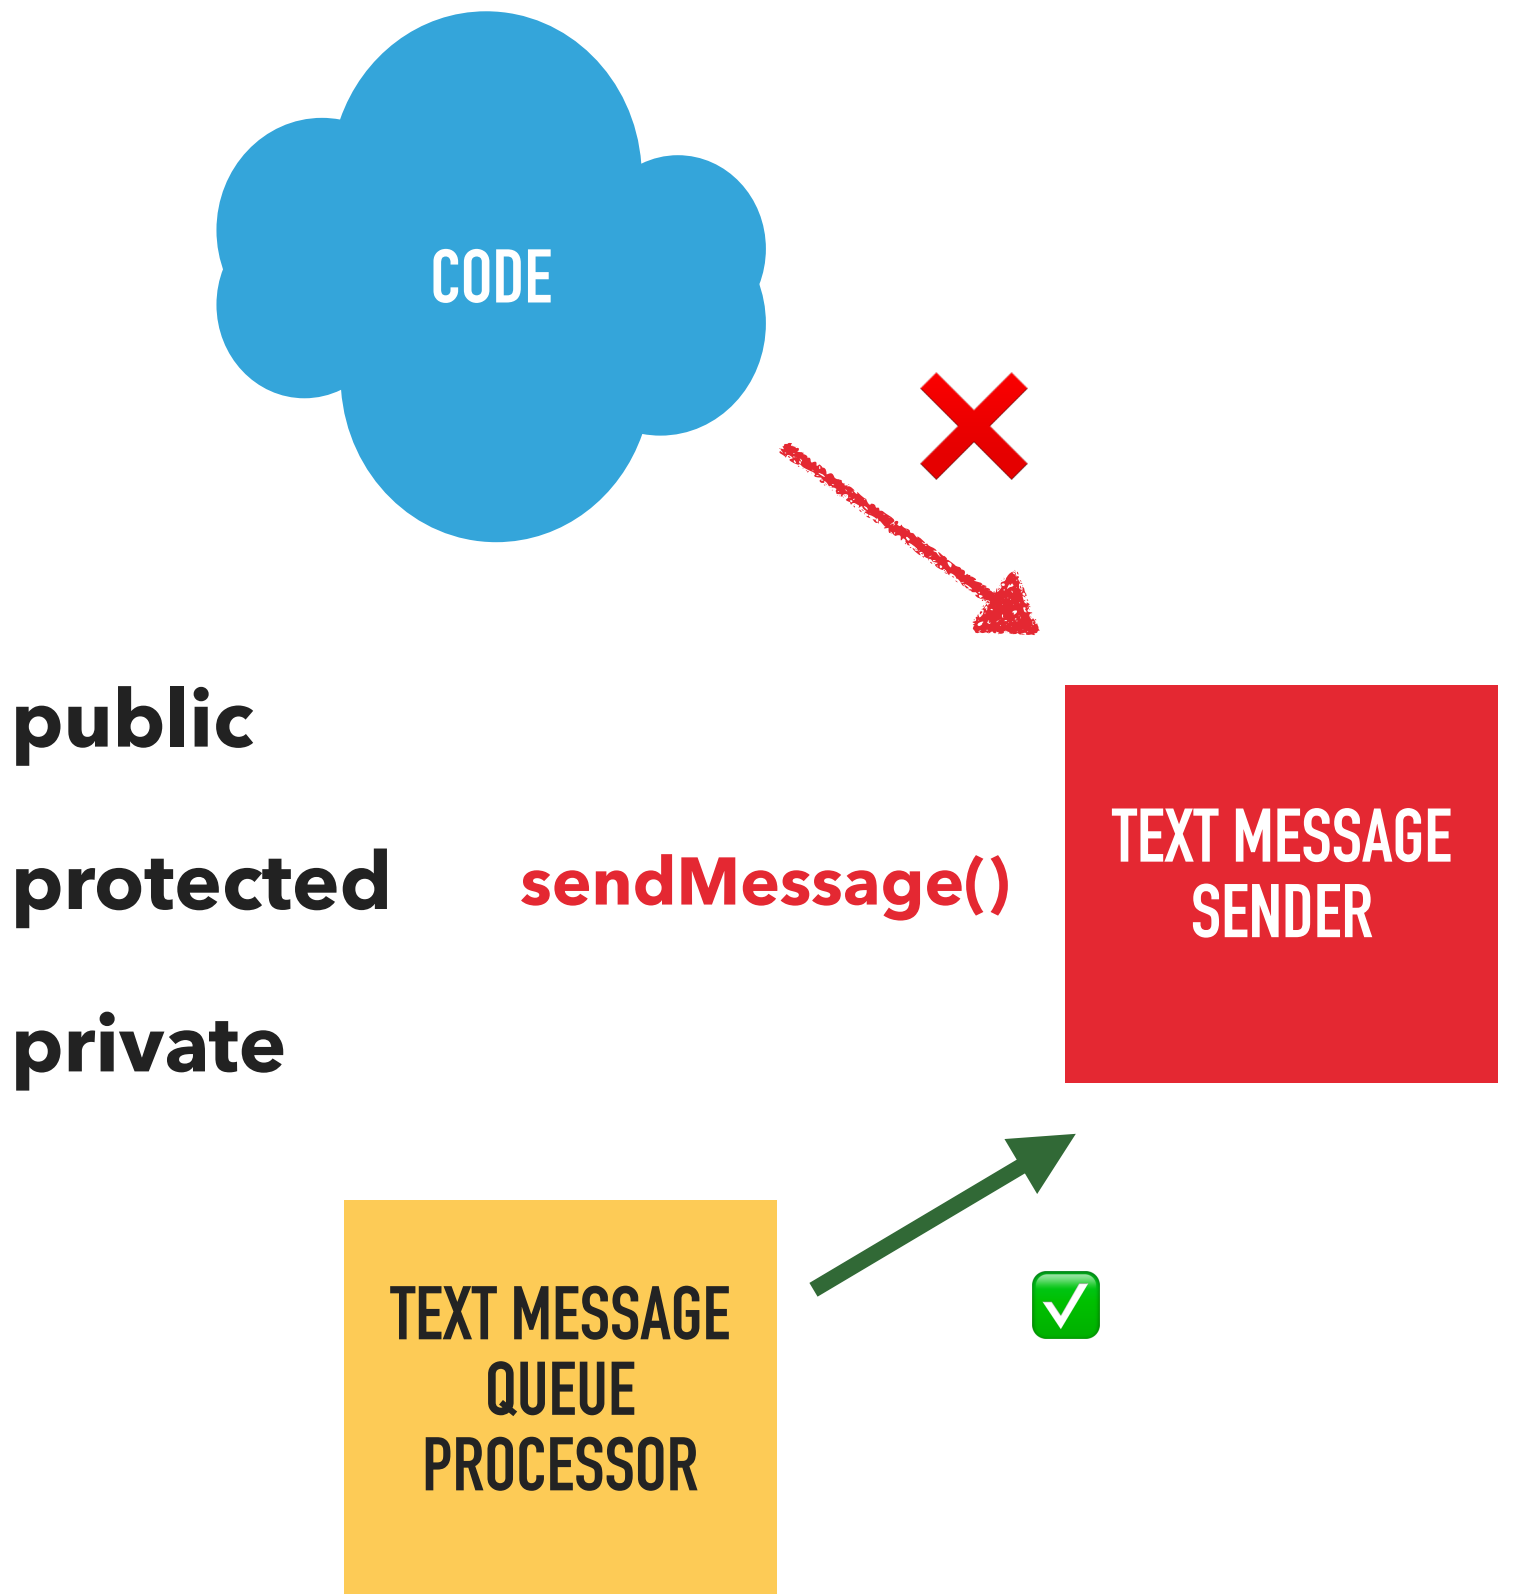 CODE
public
protected
private
sendMessage()
TEXT MESSAGE
SENDER
TEXT MESSAGE
QUEUE
PROCESSOR